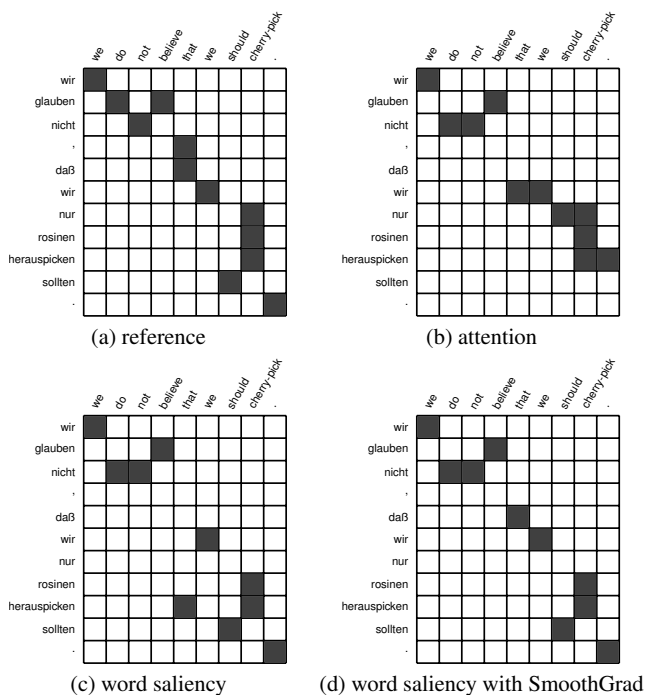 we do not believe that we should cherry-pick .
wir
glauben
nicht
,
daß
wir
nur
rosinen
herauspicken
sollten
.
(a) reference
we do not believe that we should cherry-pick .
wir
glauben
nicht
,
daß
wir
nur
rosinen
herauspicken
sollten
.
(b) attention
we do not believe that we should cherry-pick .
wir
glauben
nicht
,
daß
wir
nur
rosinen
herauspicken
sollten
.
(c) word saliency
we do not believe that we should cherry-pick .
wir
glauben
nicht
,
daß
wir
nur
rosinen
herauspicken
sollten
.
(d) word saliency with SmoothGrad